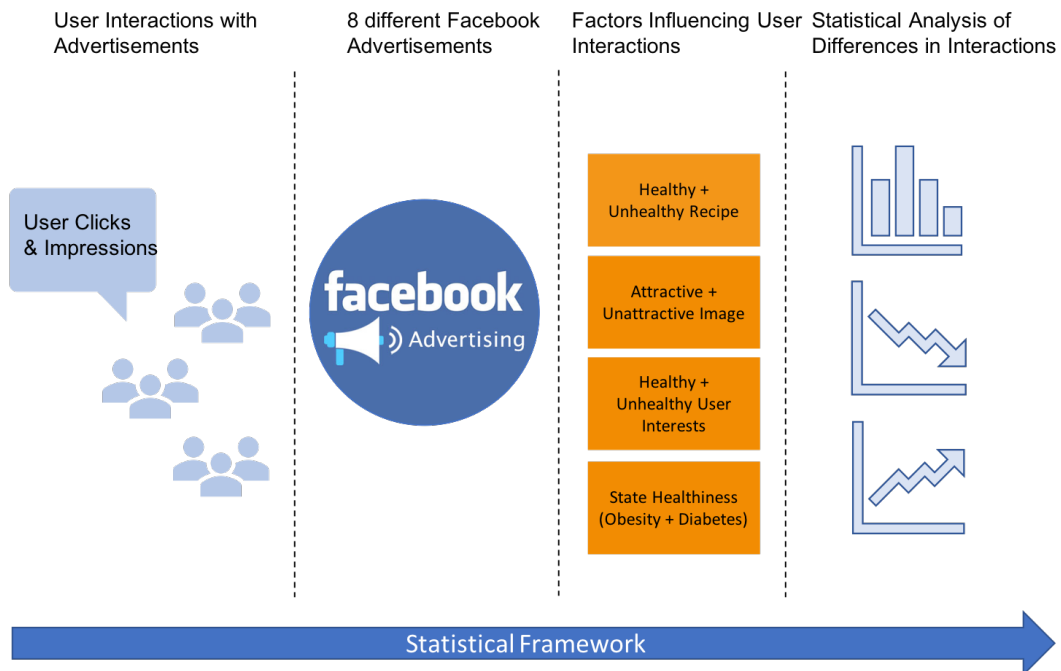 User Interactions with
Advertisements
8 different Facebook
Advertisements
Factors Influencing User
Interactions
Statistical Analysis of
Differences in Interactions
User Clicks
& Impressions
facebook
Advertising
Healthy +
Unhealthy Recipe
Attractive +
Unattractive Image
Healthy +
Unhealthy User
Interests
State Healthiness
(Obesity + Diabetes)
Statistical Framework